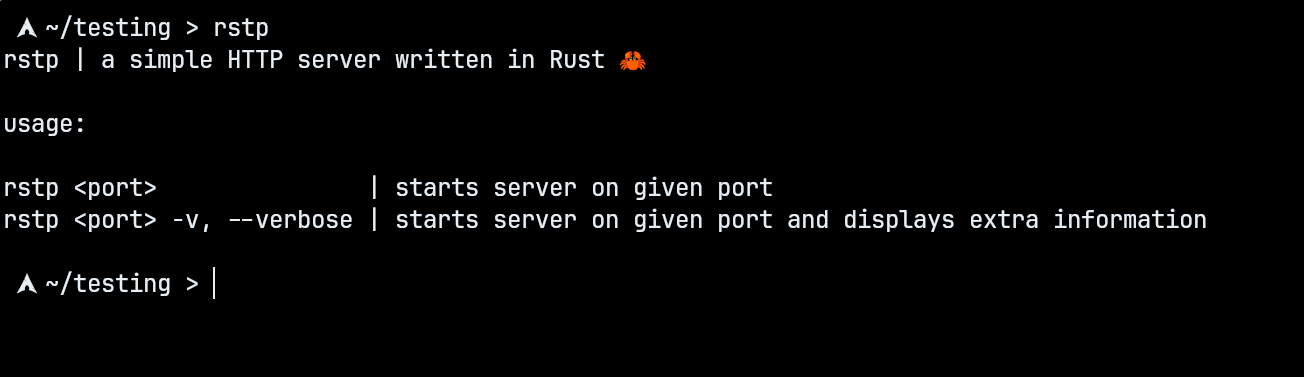 ~/testing > rstp
rstp | a simple HTTP server written in Rust 🦀
usage:
rstp <port>               | starts server on given port
rstp <port> -v, --verbose | starts server on given port and displays extra information
~/testing >